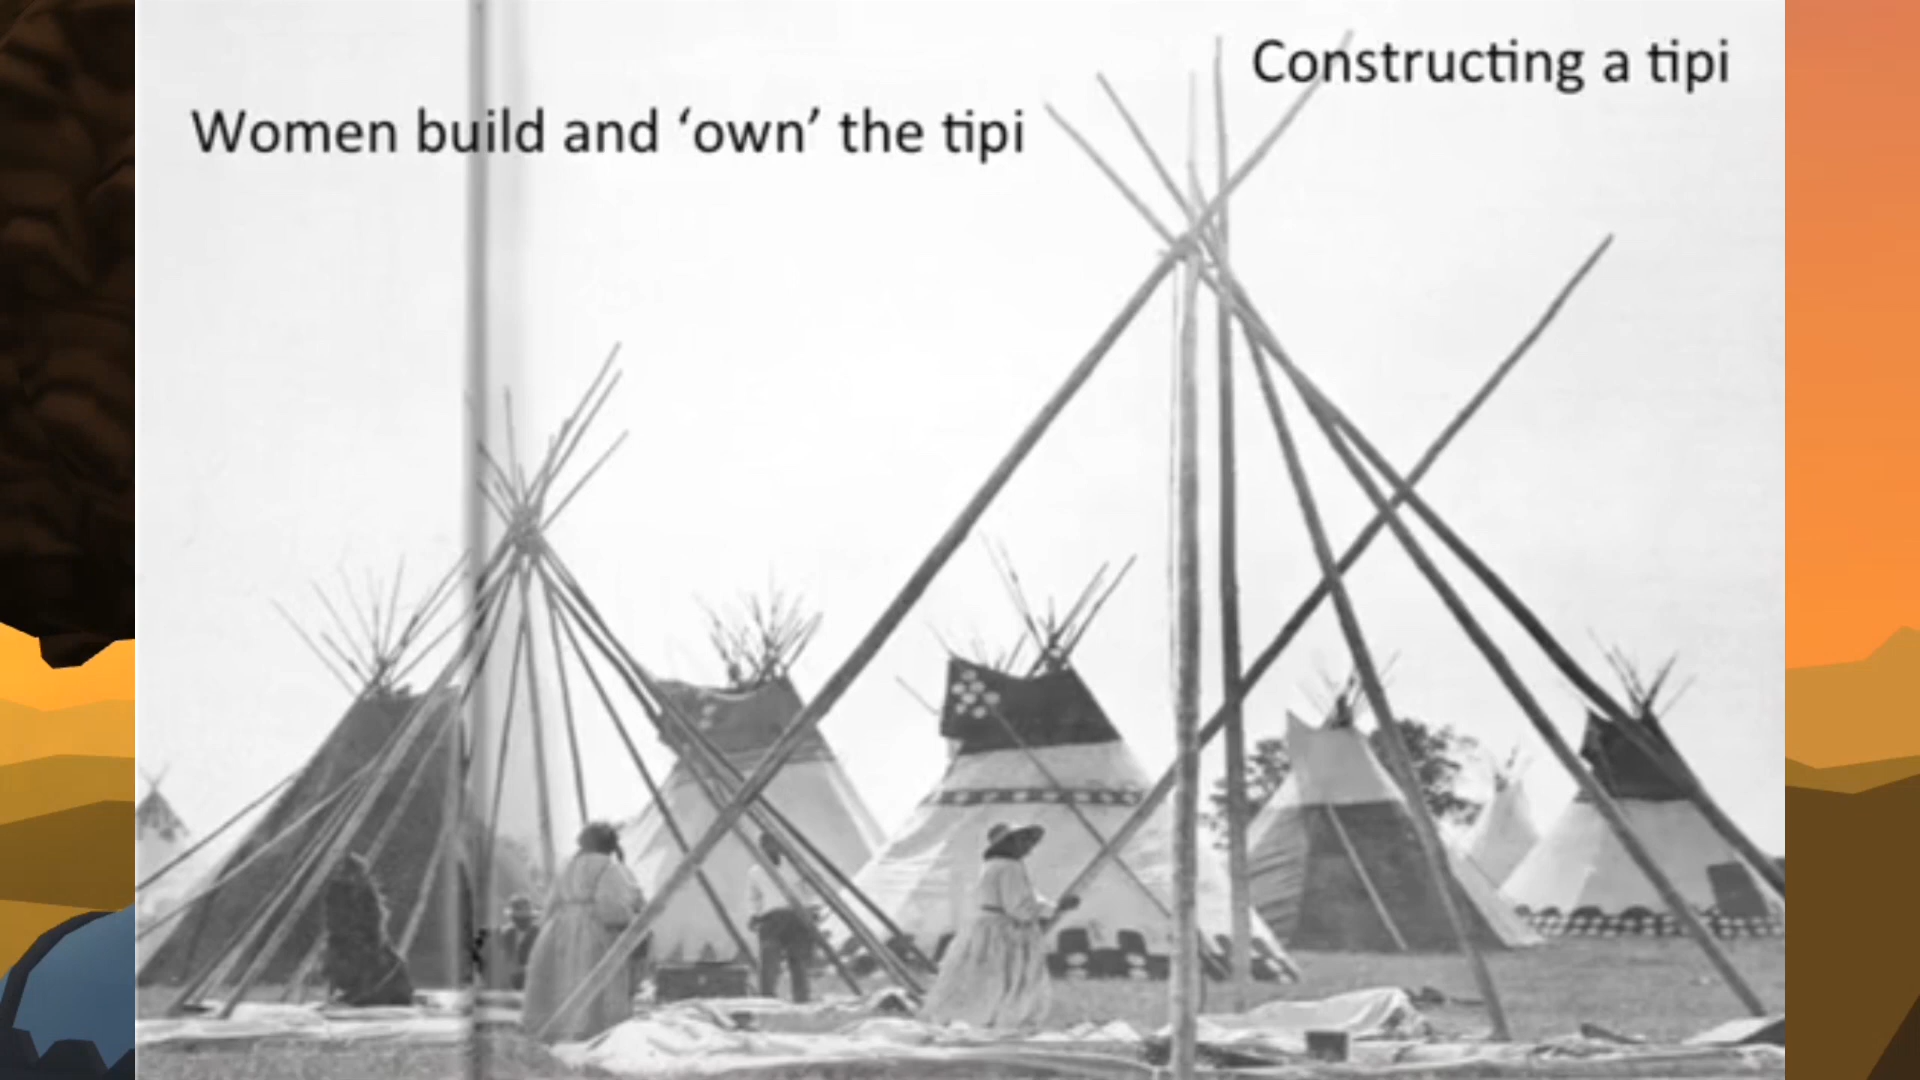 Constructing a tipi
Women build and ‘own’ the tipi